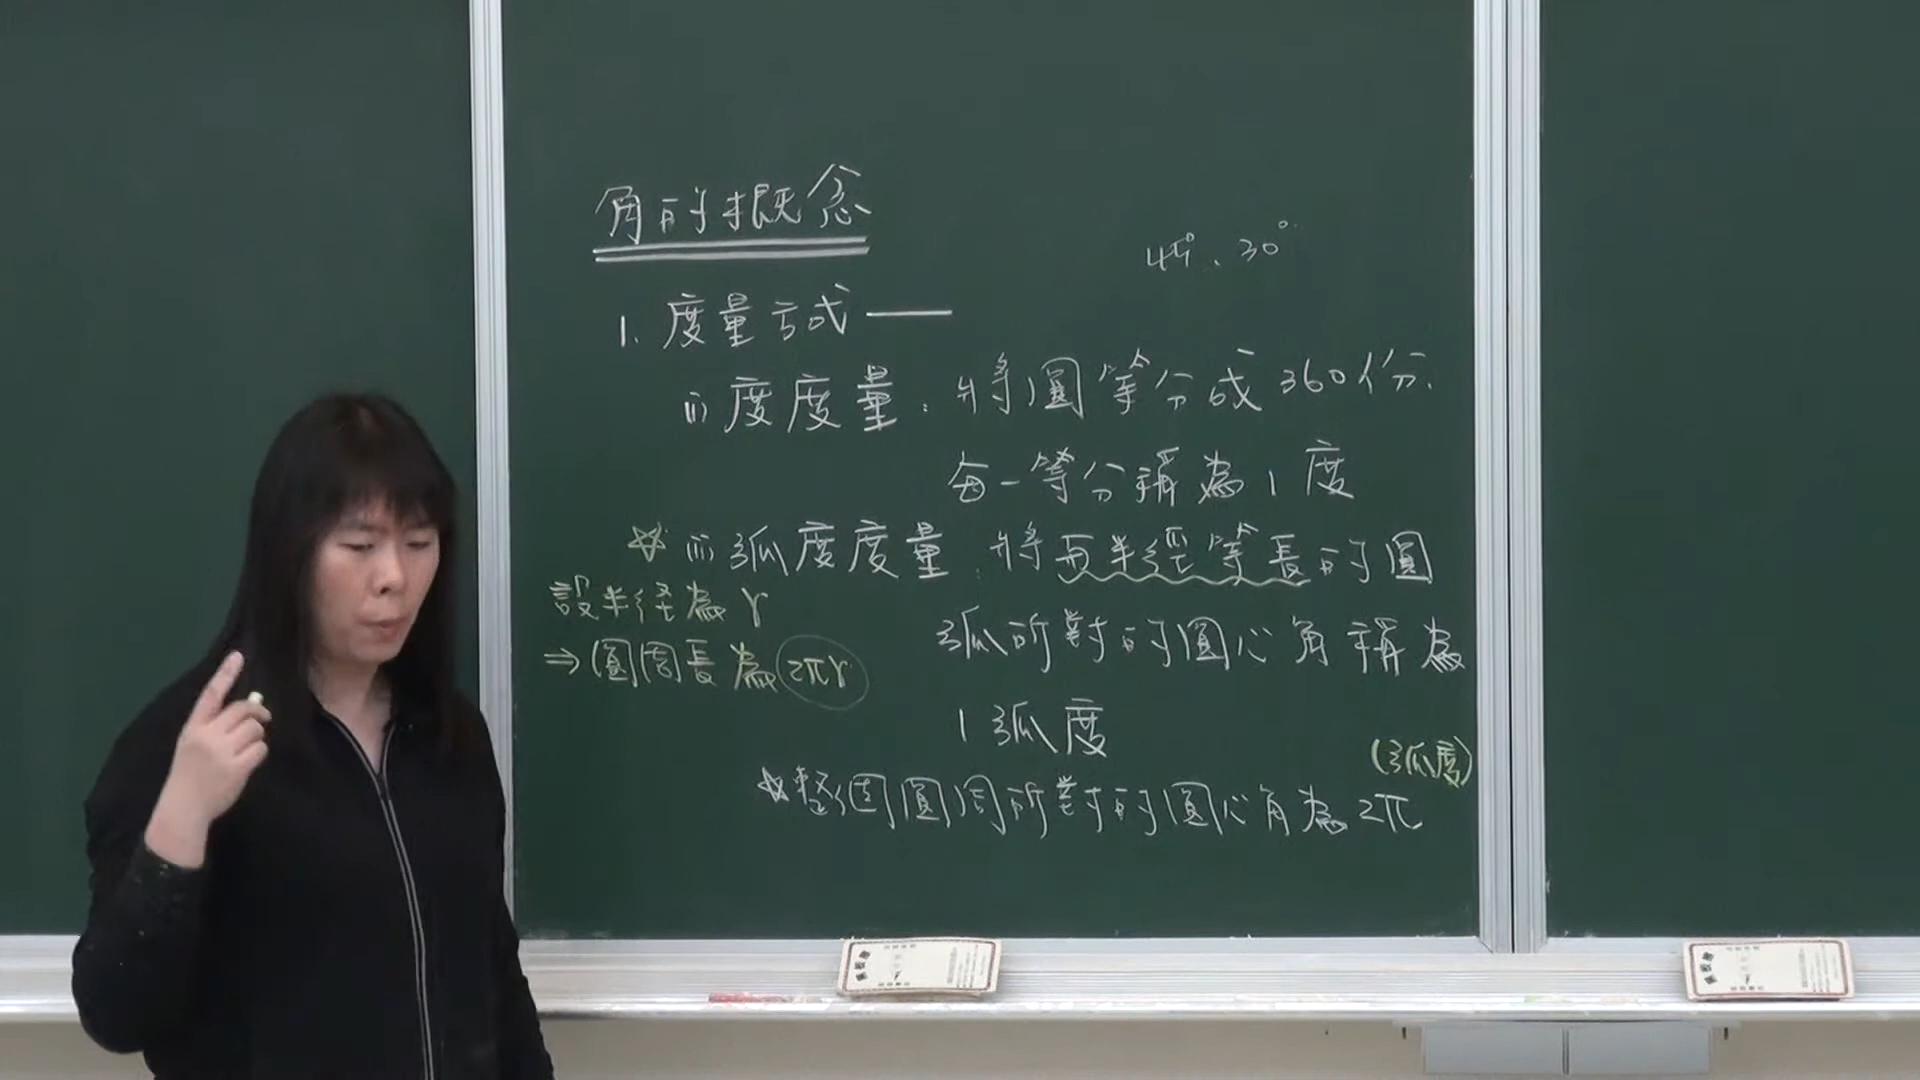 角的概念
45°、30°
1. 度量方式——
(i) 度度量:將圓等分成360份.
每一等分稱為1度
☆ (ii) 弧度度量:將與半徑等長的圓
弧所對的圓心角稱為
1弧度
設半径為r
⇒圓周長為2πr
(弧度)
☆整個圓周所對的圓心角為2π